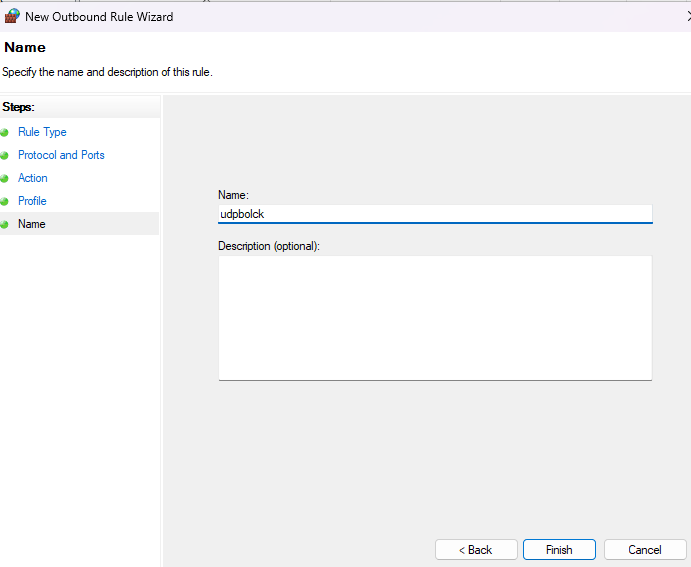 New Outbound Rule Wizard
Name
Specify the name and description of this rule.
Steps:
Rule Type
Protocol and Ports
Action
Profile
Name
Name:
udpbolck
Description (optional):
< Back
Finish
Cancel